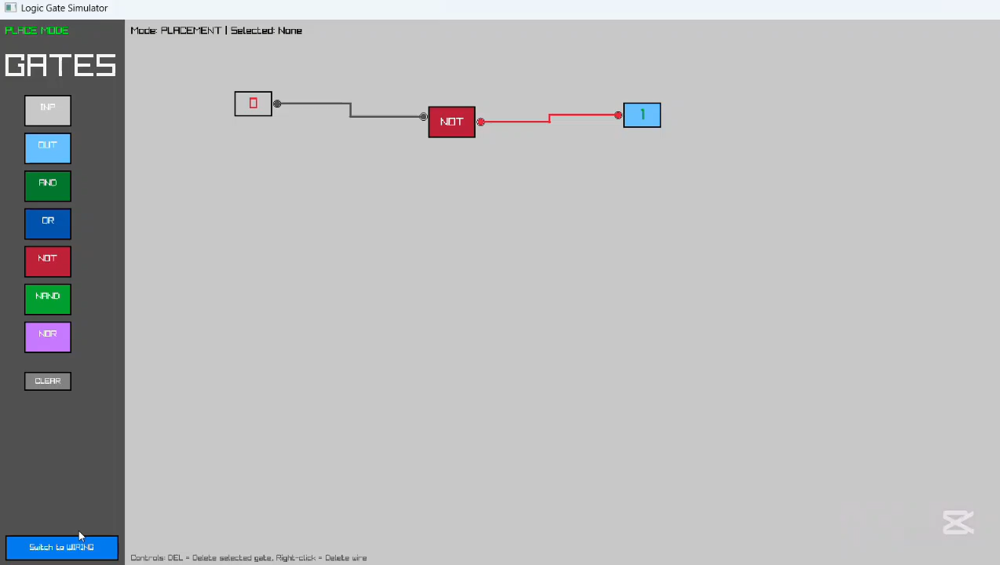 Logic Gate Simulator
PLACE MODE
Mode: PLACEMENT | Selected: None
GATES
INP
OUT
AND
OR
NOT
NAND
NOR
CLEAR
0
NOT
1
Switch to WIRING
Controls: DEL = Delete selected gate, Right-click = Delete wire